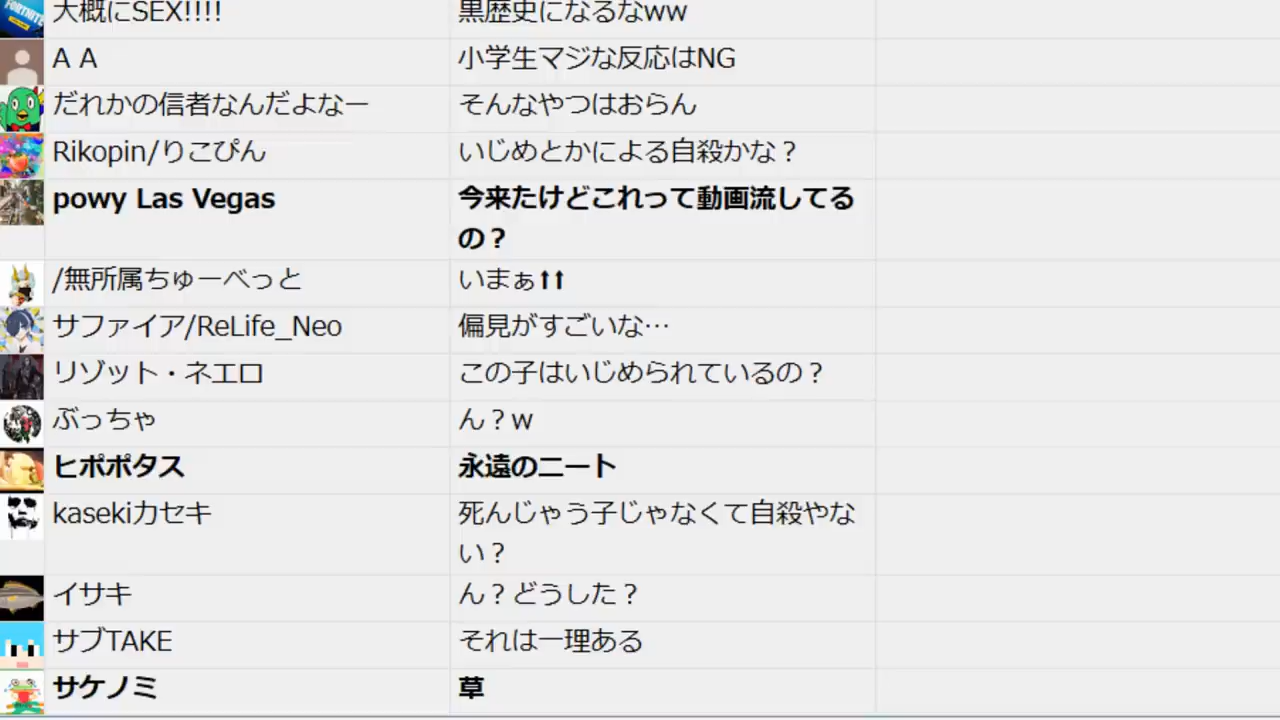 大概にSEX!!!! 黒歴史になるなww
A A 小学生マジな反応はNG
だれかの信者なんだよなー そんなやつはおらん
Rikopin/りこぴん いじめとかによる自殺かな？
powy Las Vegas 今来たけどこれって動画流してる
の？
/無所属ちゅーべっと いまぁ⬆⬆
サファイア/ReLife_Neo 偏見がすごいな…
リゾット・ネエロ この子はいじめられているの？
ぶっちゃ ん？w
ヒポポタス 永遠のニート
kasekiカセキ 死んじゃう子じゃなくて自殺やな
い？
イサキ ん？どうした？
サブTAKE それは一理ある
サケノミ 草